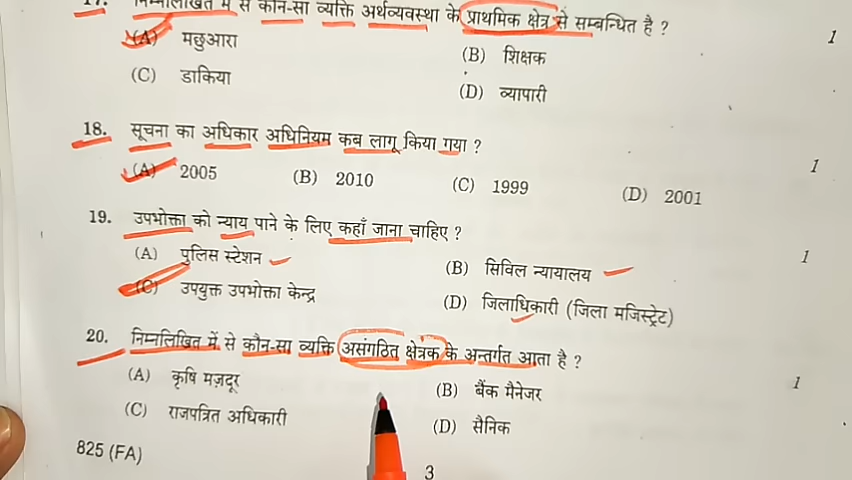 17. निम्नलिखित में से कौन-सा व्यक्ति अर्थव्यवस्था के प्राथमिक क्षेत्र से सम्बन्धित है ? 1
(A) मछुआरा (B) शिक्षक
(C) डाकिया (D) व्यापारी
18. सूचना का अधिकार अधिनियम कब लागू किया गया ? 1
(A) 2005 (B) 2010 (C) 1999 (D) 2001
19. उपभोक्ता को न्याय पाने के लिए कहाँ जाना चाहिए ? 1
(A) पुलिस स्टेशन (B) सिविल न्यायालय
(C) उपयुक्त उपभोक्ता केन्द्र (D) जिलाधिकारी (जिला मजिस्ट्रेट)
20. निम्नलिखित में से कौन-सा व्यक्ति असंगठित क्षेत्रक के अन्तर्गत आता है ? 1
(A) कृषि मज़दूर (B) बैंक मैनेजर
(C) राजपत्रित अधिकारी (D) सैनिक
825 (FA) 3